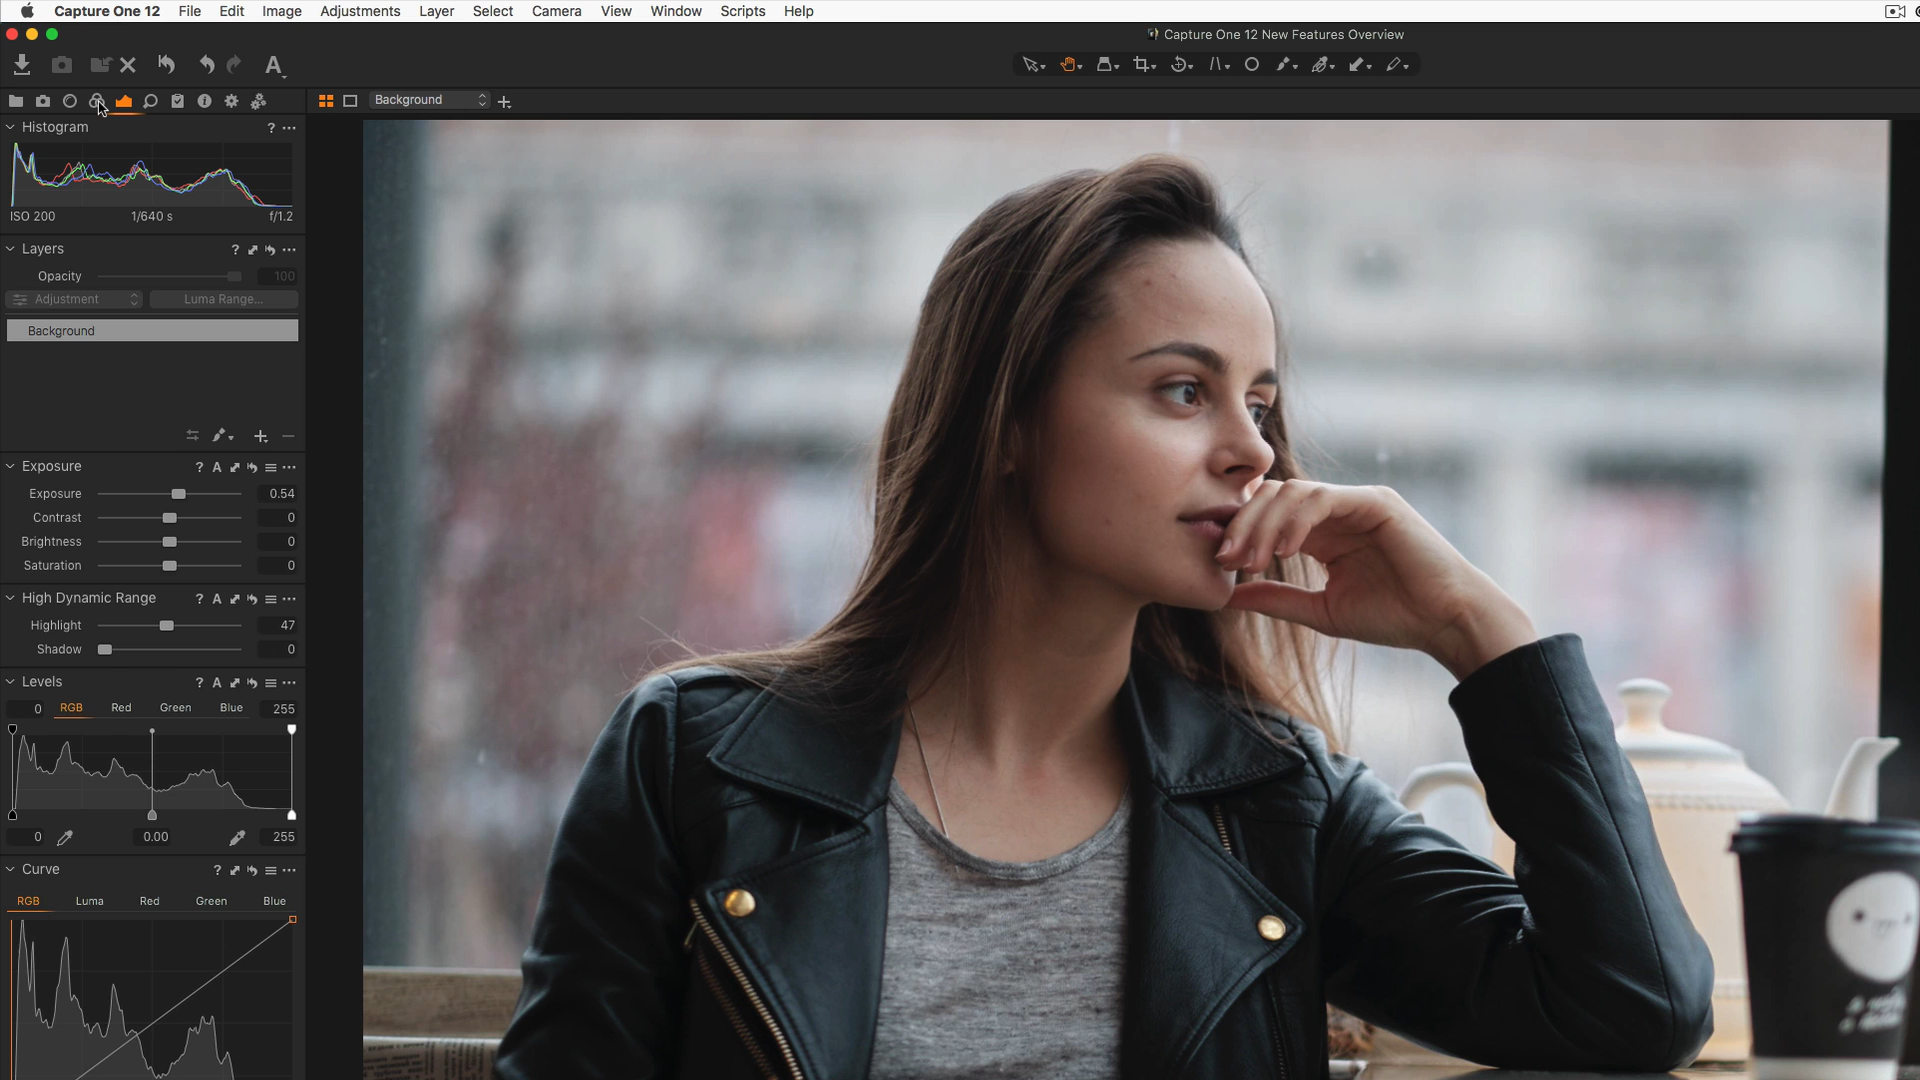 Capture One 12 File Edit Image Adjustments Layer Select Camera View Window Scripts Help
Capture One 12 New Features Overview
Background
Histogram ?
ISO 200 1/640 s f/1.2
Layers ?
Opacity 100
Adjustment Luma Range...
Background
Exposure ? A
Exposure 0.54
Contrast 0
Brightness 0
Saturation 0
High Dynamic Range ? A
Highlight 47
Shadow 0
Levels ? A
0 RGB Red Green Blue 255
0 0.00 255
Curve ?
RGB Luma Red Green Blue